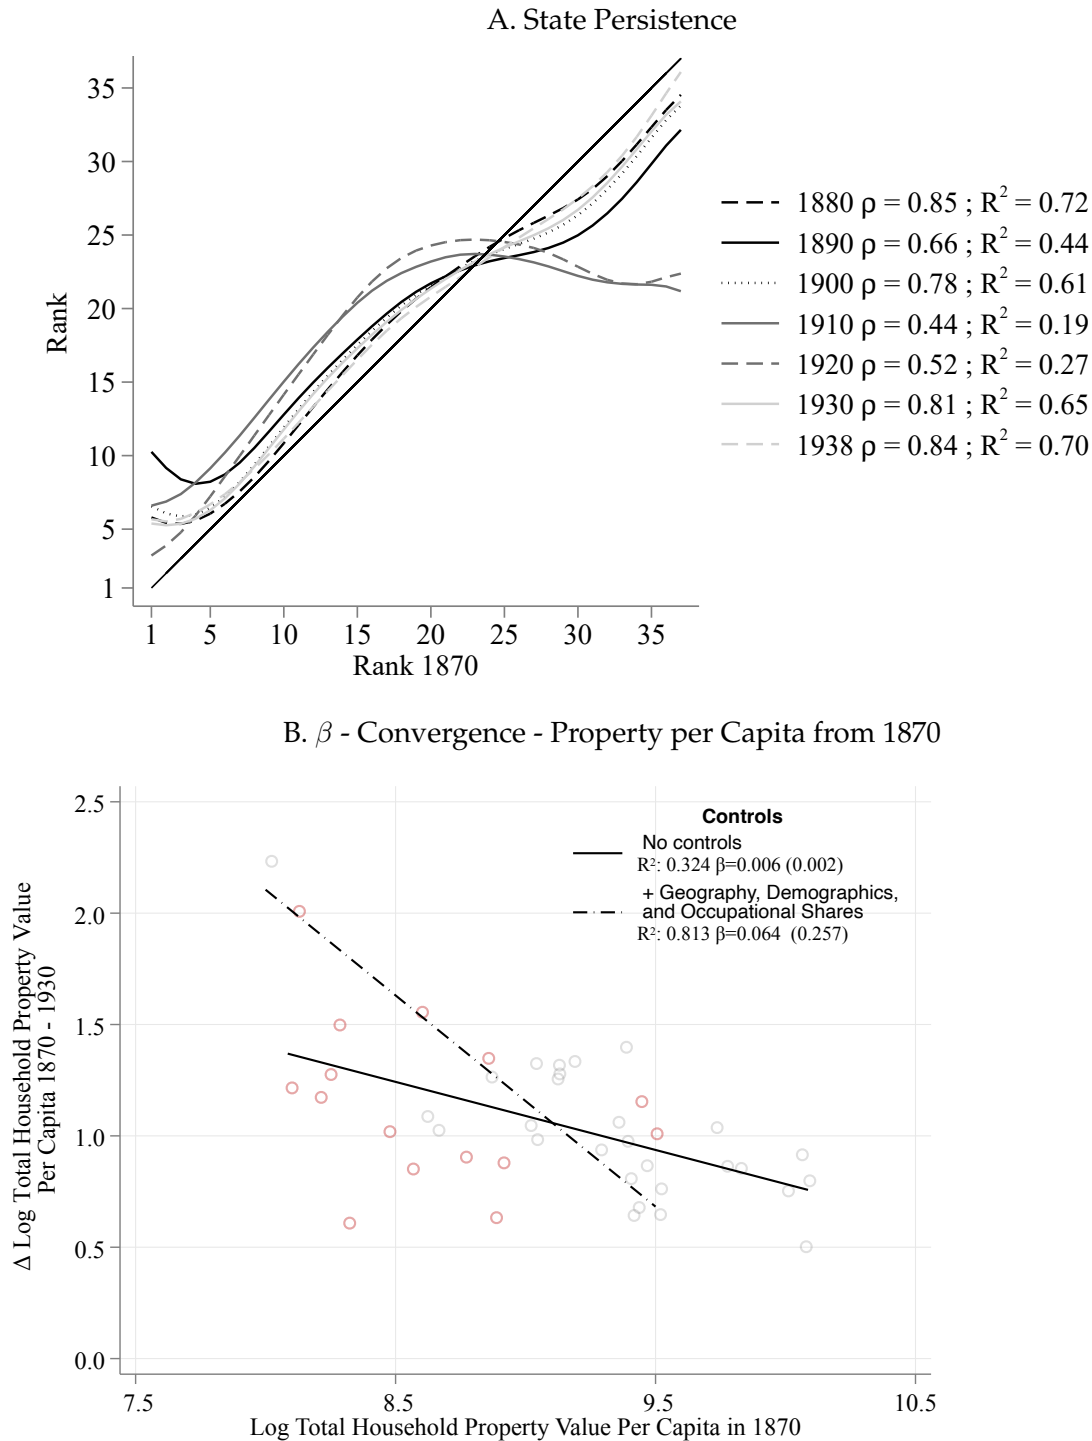 A. State Persistence
35
30
25
20
15
10
5
1
Rank
1 5 10 15 20 25 30 35
Rank 1870
1880 ρ = 0.85 ; R² = 0.72
1890 ρ = 0.66 ; R² = 0.44
1900 ρ = 0.78 ; R² = 0.61
1910 ρ = 0.44 ; R² = 0.19
1920 ρ = 0.52 ; R² = 0.27
1930 ρ = 0.81 ; R² = 0.65
1938 ρ = 0.84 ; R² = 0.70
B. β - Convergence - Property per Capita from 1870
2.5
2.0
1.5
1.0
0.5
0.0
Δ Log Total Household Property Value
Per Capita 1870 - 1930
Controls
No controls
R²: 0.324 β=0.006 (0.002)
+ Geography, Demographics,
and Occupational Shares
R²: 0.813 β=0.064 (0.257)
7.5 8.5 9.5 10.5
Log Total Household Property Value Per Capita in 1870